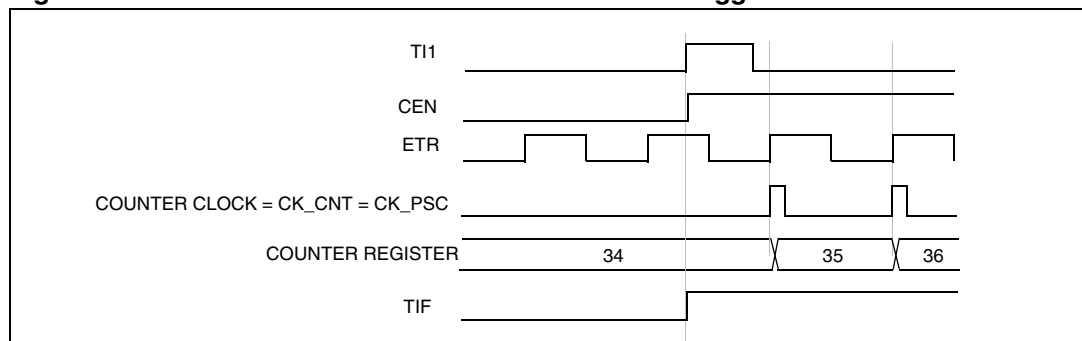 TI1
CEN
ETR
COUNTER CLOCK = CK_CNT = CK_PSC
COUNTER REGISTER 34 35 36
TIF